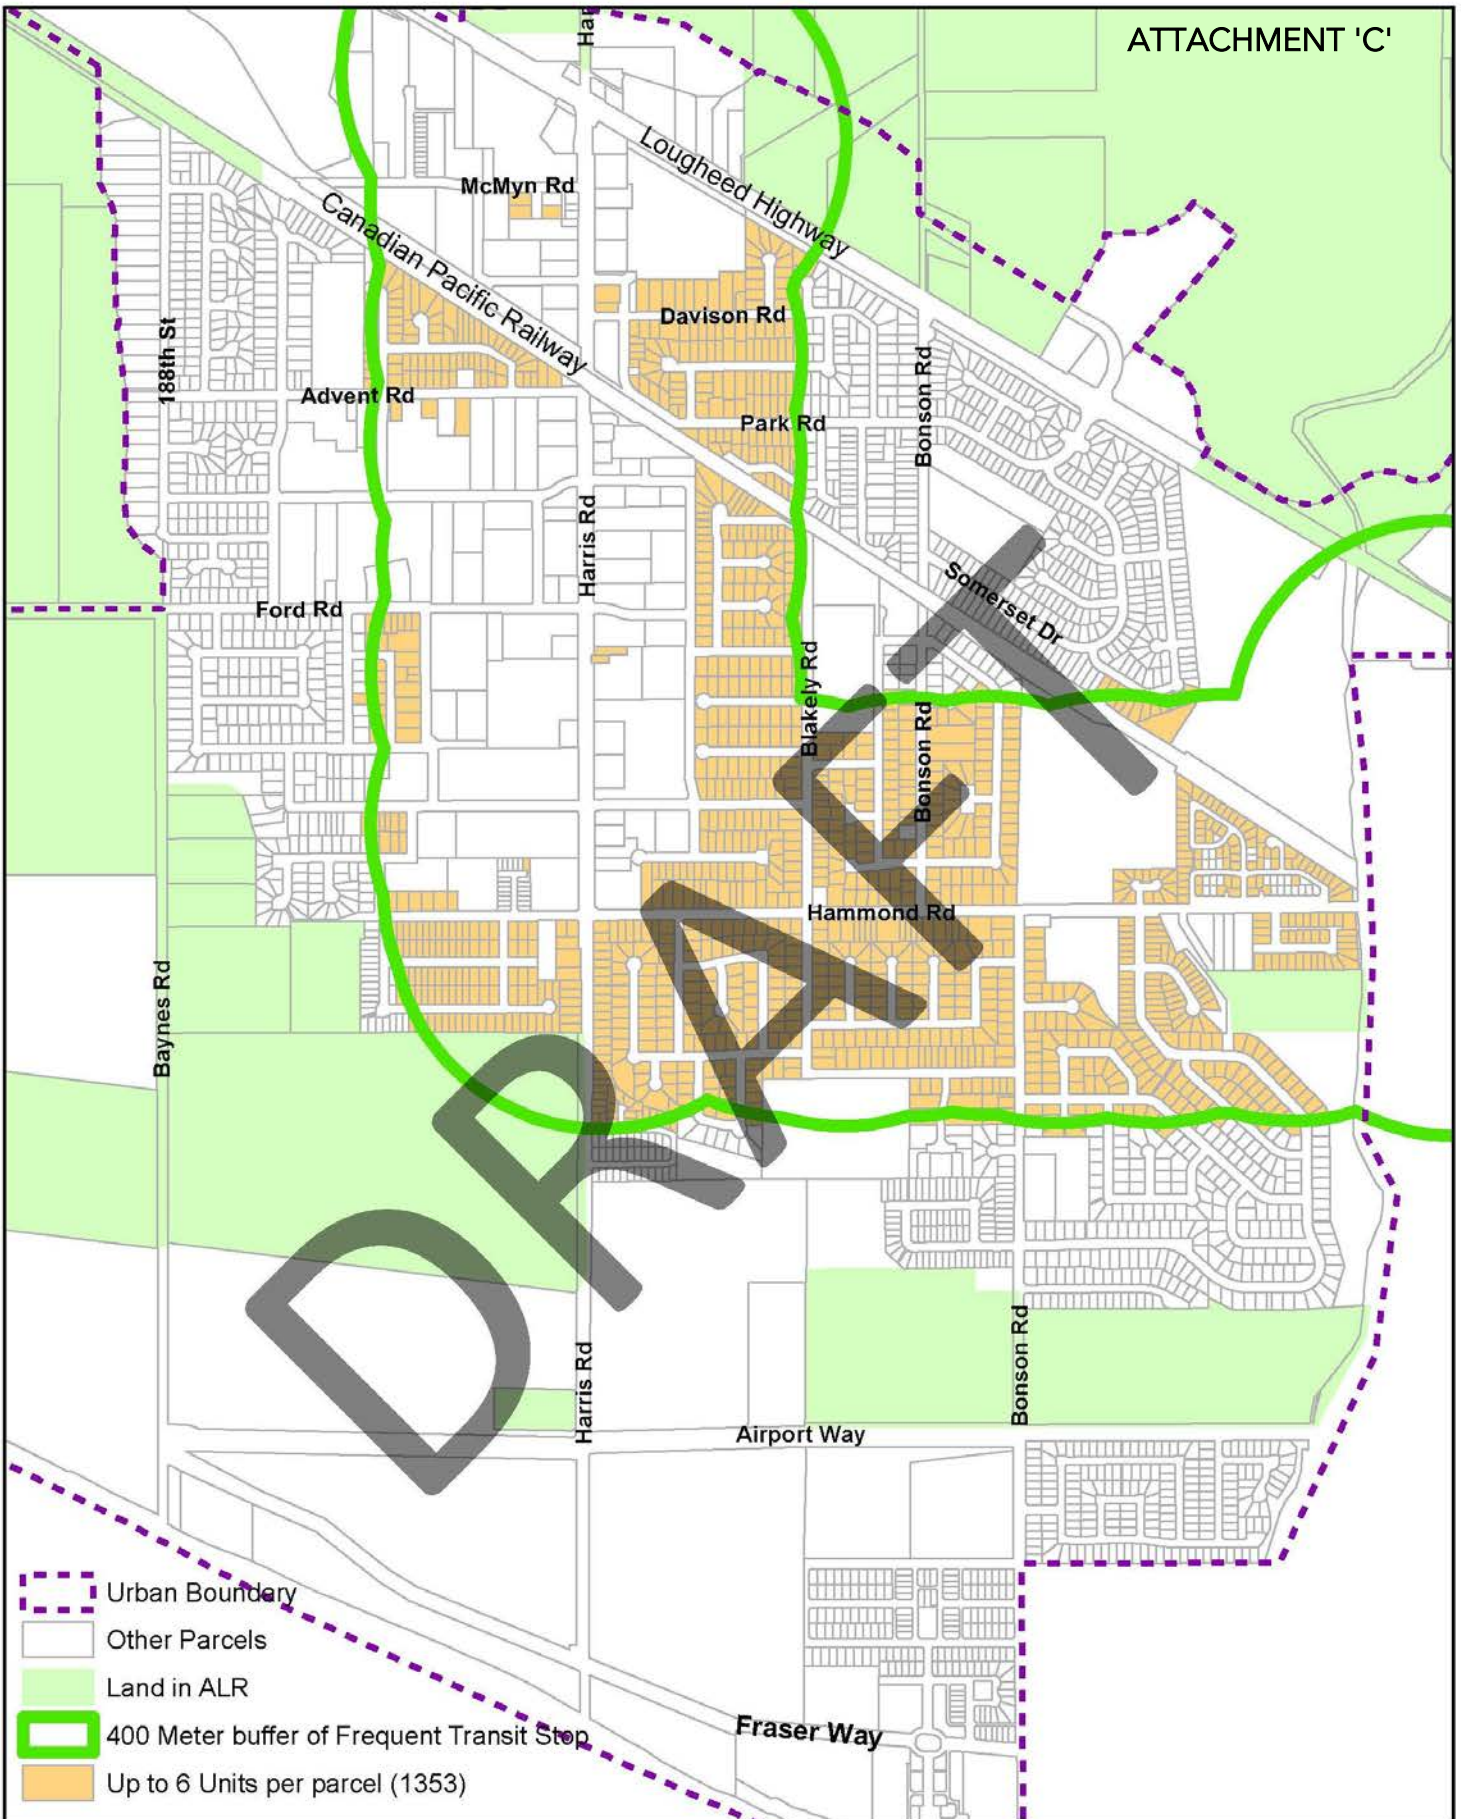 ATTACHMENT 'C'
Har
Lougheed Highway
McMyn Rd
Canadian Pacific Railway
Davison Rd
188th St
Advent Rd
Bonson Rd
Park Rd
Harris Rd
Somerset Dr
Ford Rd
Blakely Rd
Bonson Rd
Hammond Rd
Baynes Rd
DRAFT
Harris Rd
Bonson Rd
Airport Way
Fraser Way
Urban Boundary
Other Parcels
Land in ALR
400 Meter buffer of Frequent Transit Stop
Up to 6 Units per parcel (1353)